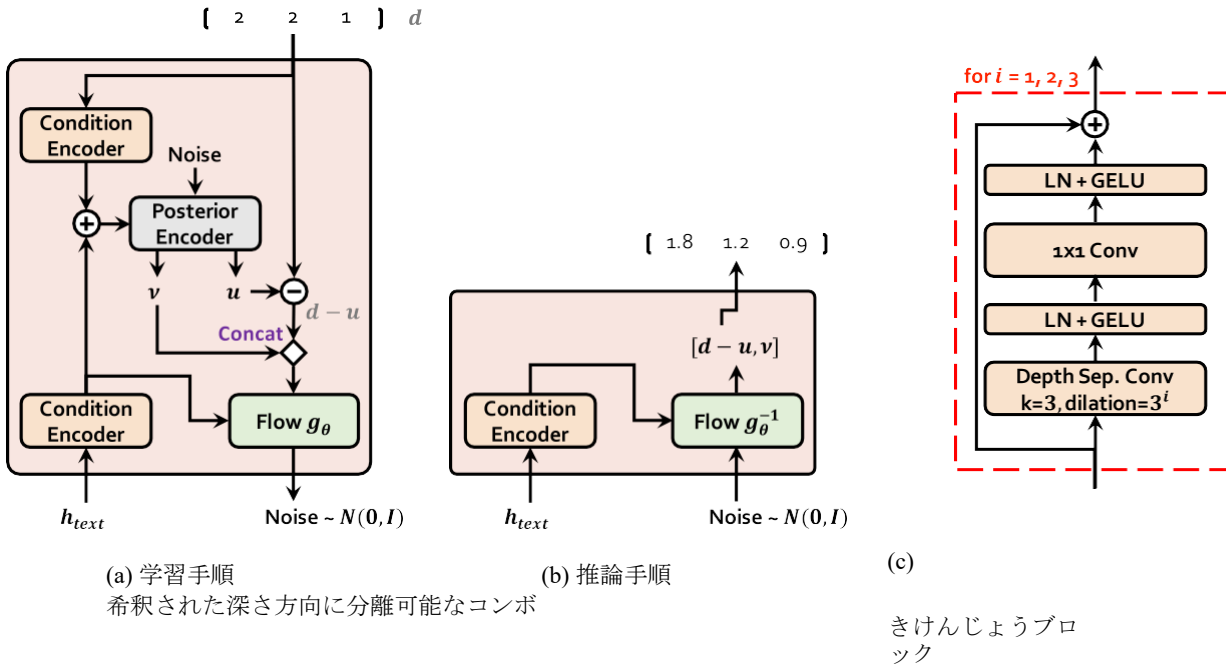 [ 2 2 1 ] d
Condition
Encoder
Noise
Posterior
Encoder
ν u
d − u
Concat
Condition
Encoder
Flow gθ
h_text
Noise ~ N(0, I)
(a) 学習手順
希釈された深さ方向に分離可能なコンボ
[ 1.8 1.2 0.9 ]
[d − u, ν]
Condition
Encoder
Flow gθ⁻¹
h_text
Noise ~ N(0, I)
(b) 推論手順
for i = 1, 2, 3
LN + GELU
1x1 Conv
LN + GELU
Depth Sep. Conv
k=3, dilation=3ⁱ
(c)
きけんじょうブロ
ック